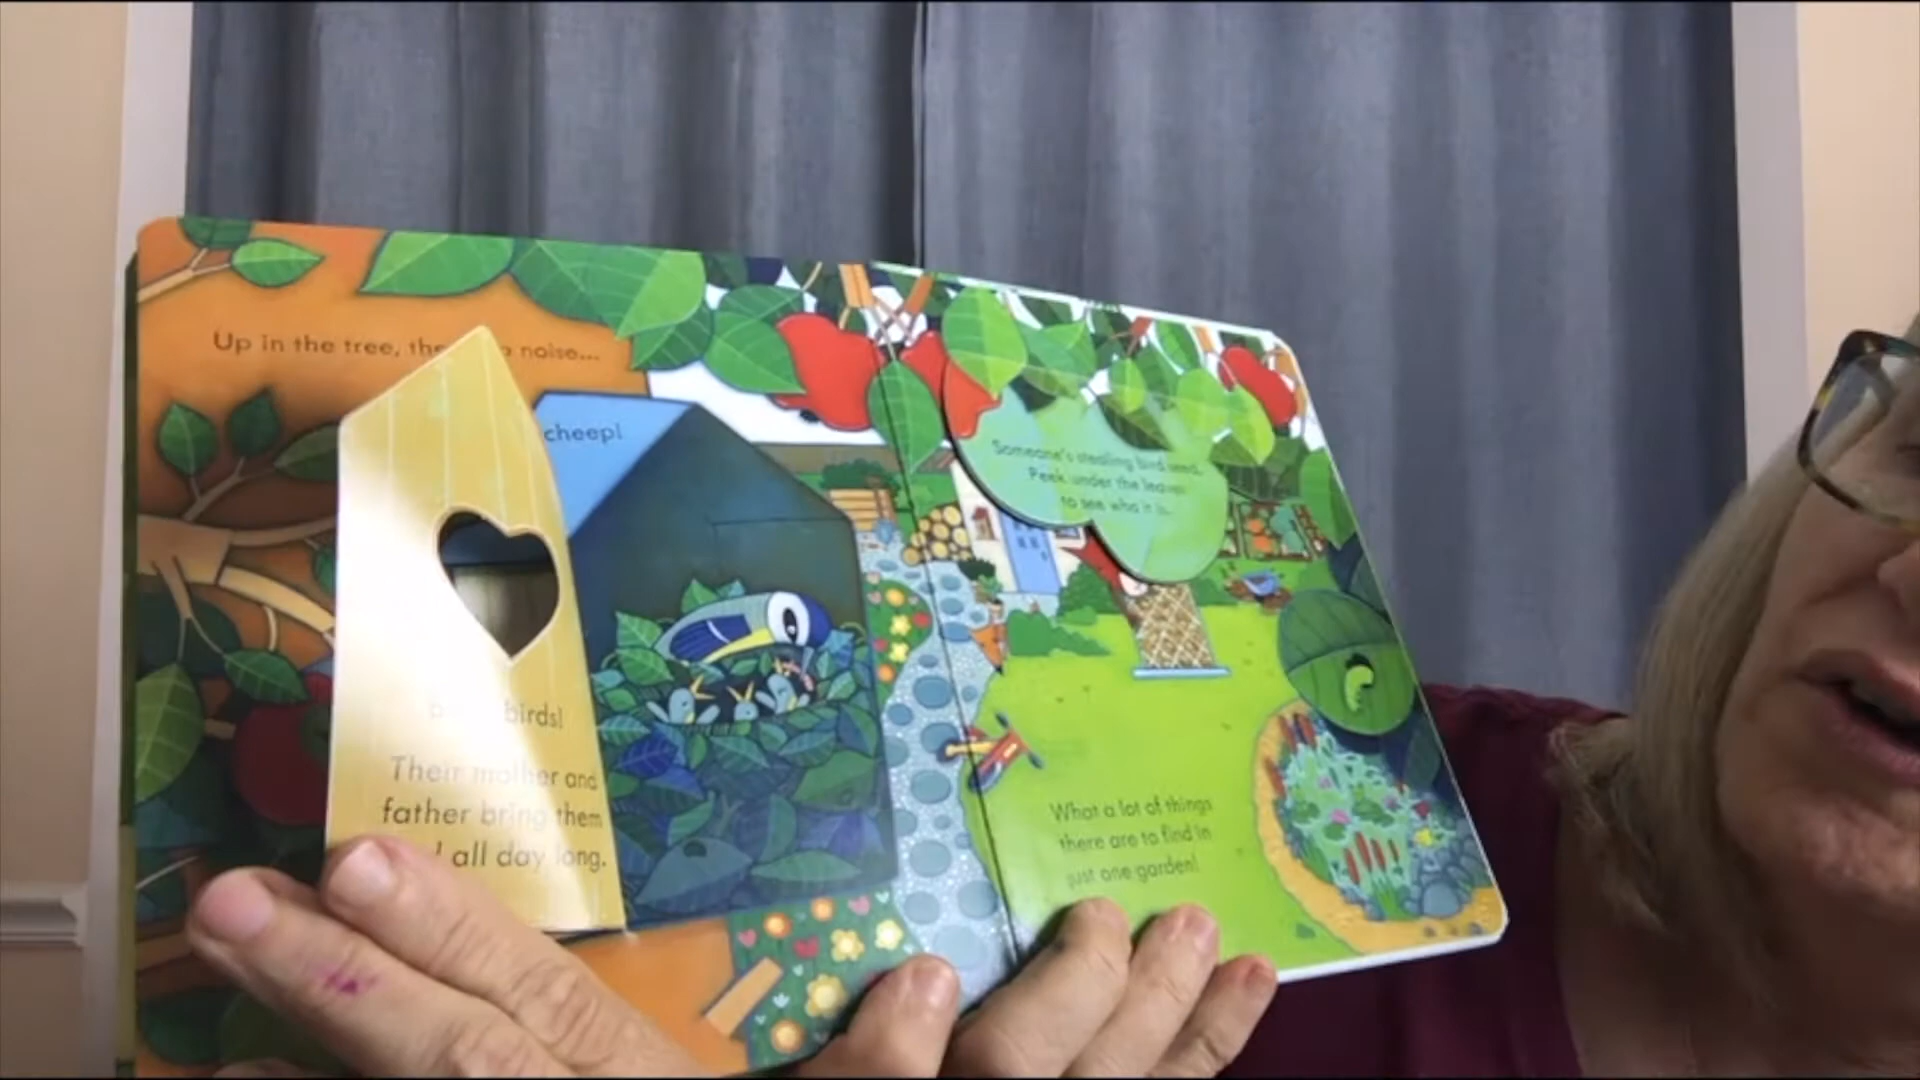 Up in the tree, noise...
cheep!
birds!
Their mother and
father bring them
all day long.
Someone's stealing bird seed.
Peek under the leaves
to see who it is.
What a lot of things
there are to find in
just one garden!